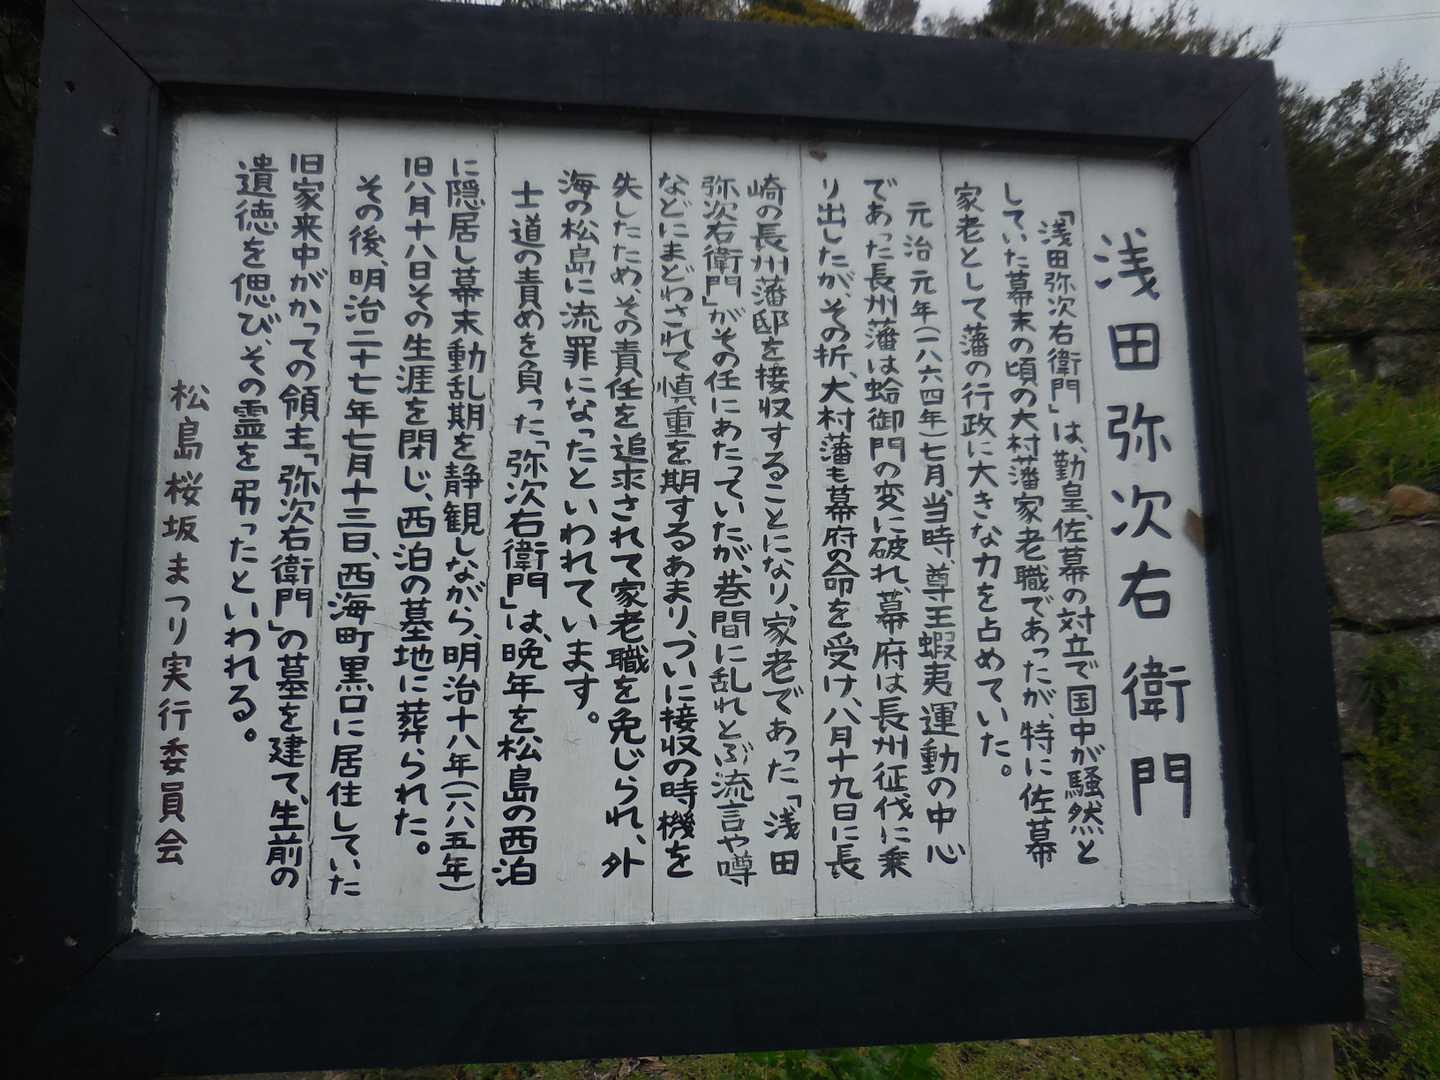 浅田弥次右衛門
「浅田弥次右衛門」は、勤皇、佐幕の対立で国中が騒然と
していた幕末の頃の大村藩家老職であったが、特に佐幕
家老として藩の行政に大きな力を占めていた。
元治元年(一八六四年)七月、当時、尊王蝦夷運動の中心
であった長州藩は蛤御門の変に破れ、幕府は長州征伐に乗
り出したが、その折、大村藩も幕府の命を受け、八月十九日に長
崎の長州藩邸を接収することになり、家老であった「浅田
弥次右衛門」がその任にあたっていたが、巷間に乱れとぶ流言や噂
などにまどわされて慎重を期するあまり、ついに接収の時機を
失したため、その責任を追求されて家老職を免じられ、外
海の松島に流罪になったといわれています。
士道の責めを負った「弥次右衛門」は、晩年を、松島の西泊
に隠居し幕末動乱期を静観しながら、明治十八年(一八八五年)
旧八月十八日その生涯を閉じ、西泊の墓地に葬られた。
その後、明治二十七年七月十三日、西海町黒口に居住していた
旧家来中がかつての領主「弥次右衛門」の墓を建て、生前の
遺徳を偲び、その霊を弔ったといわれる。
松島桜坂まつり実行委員会